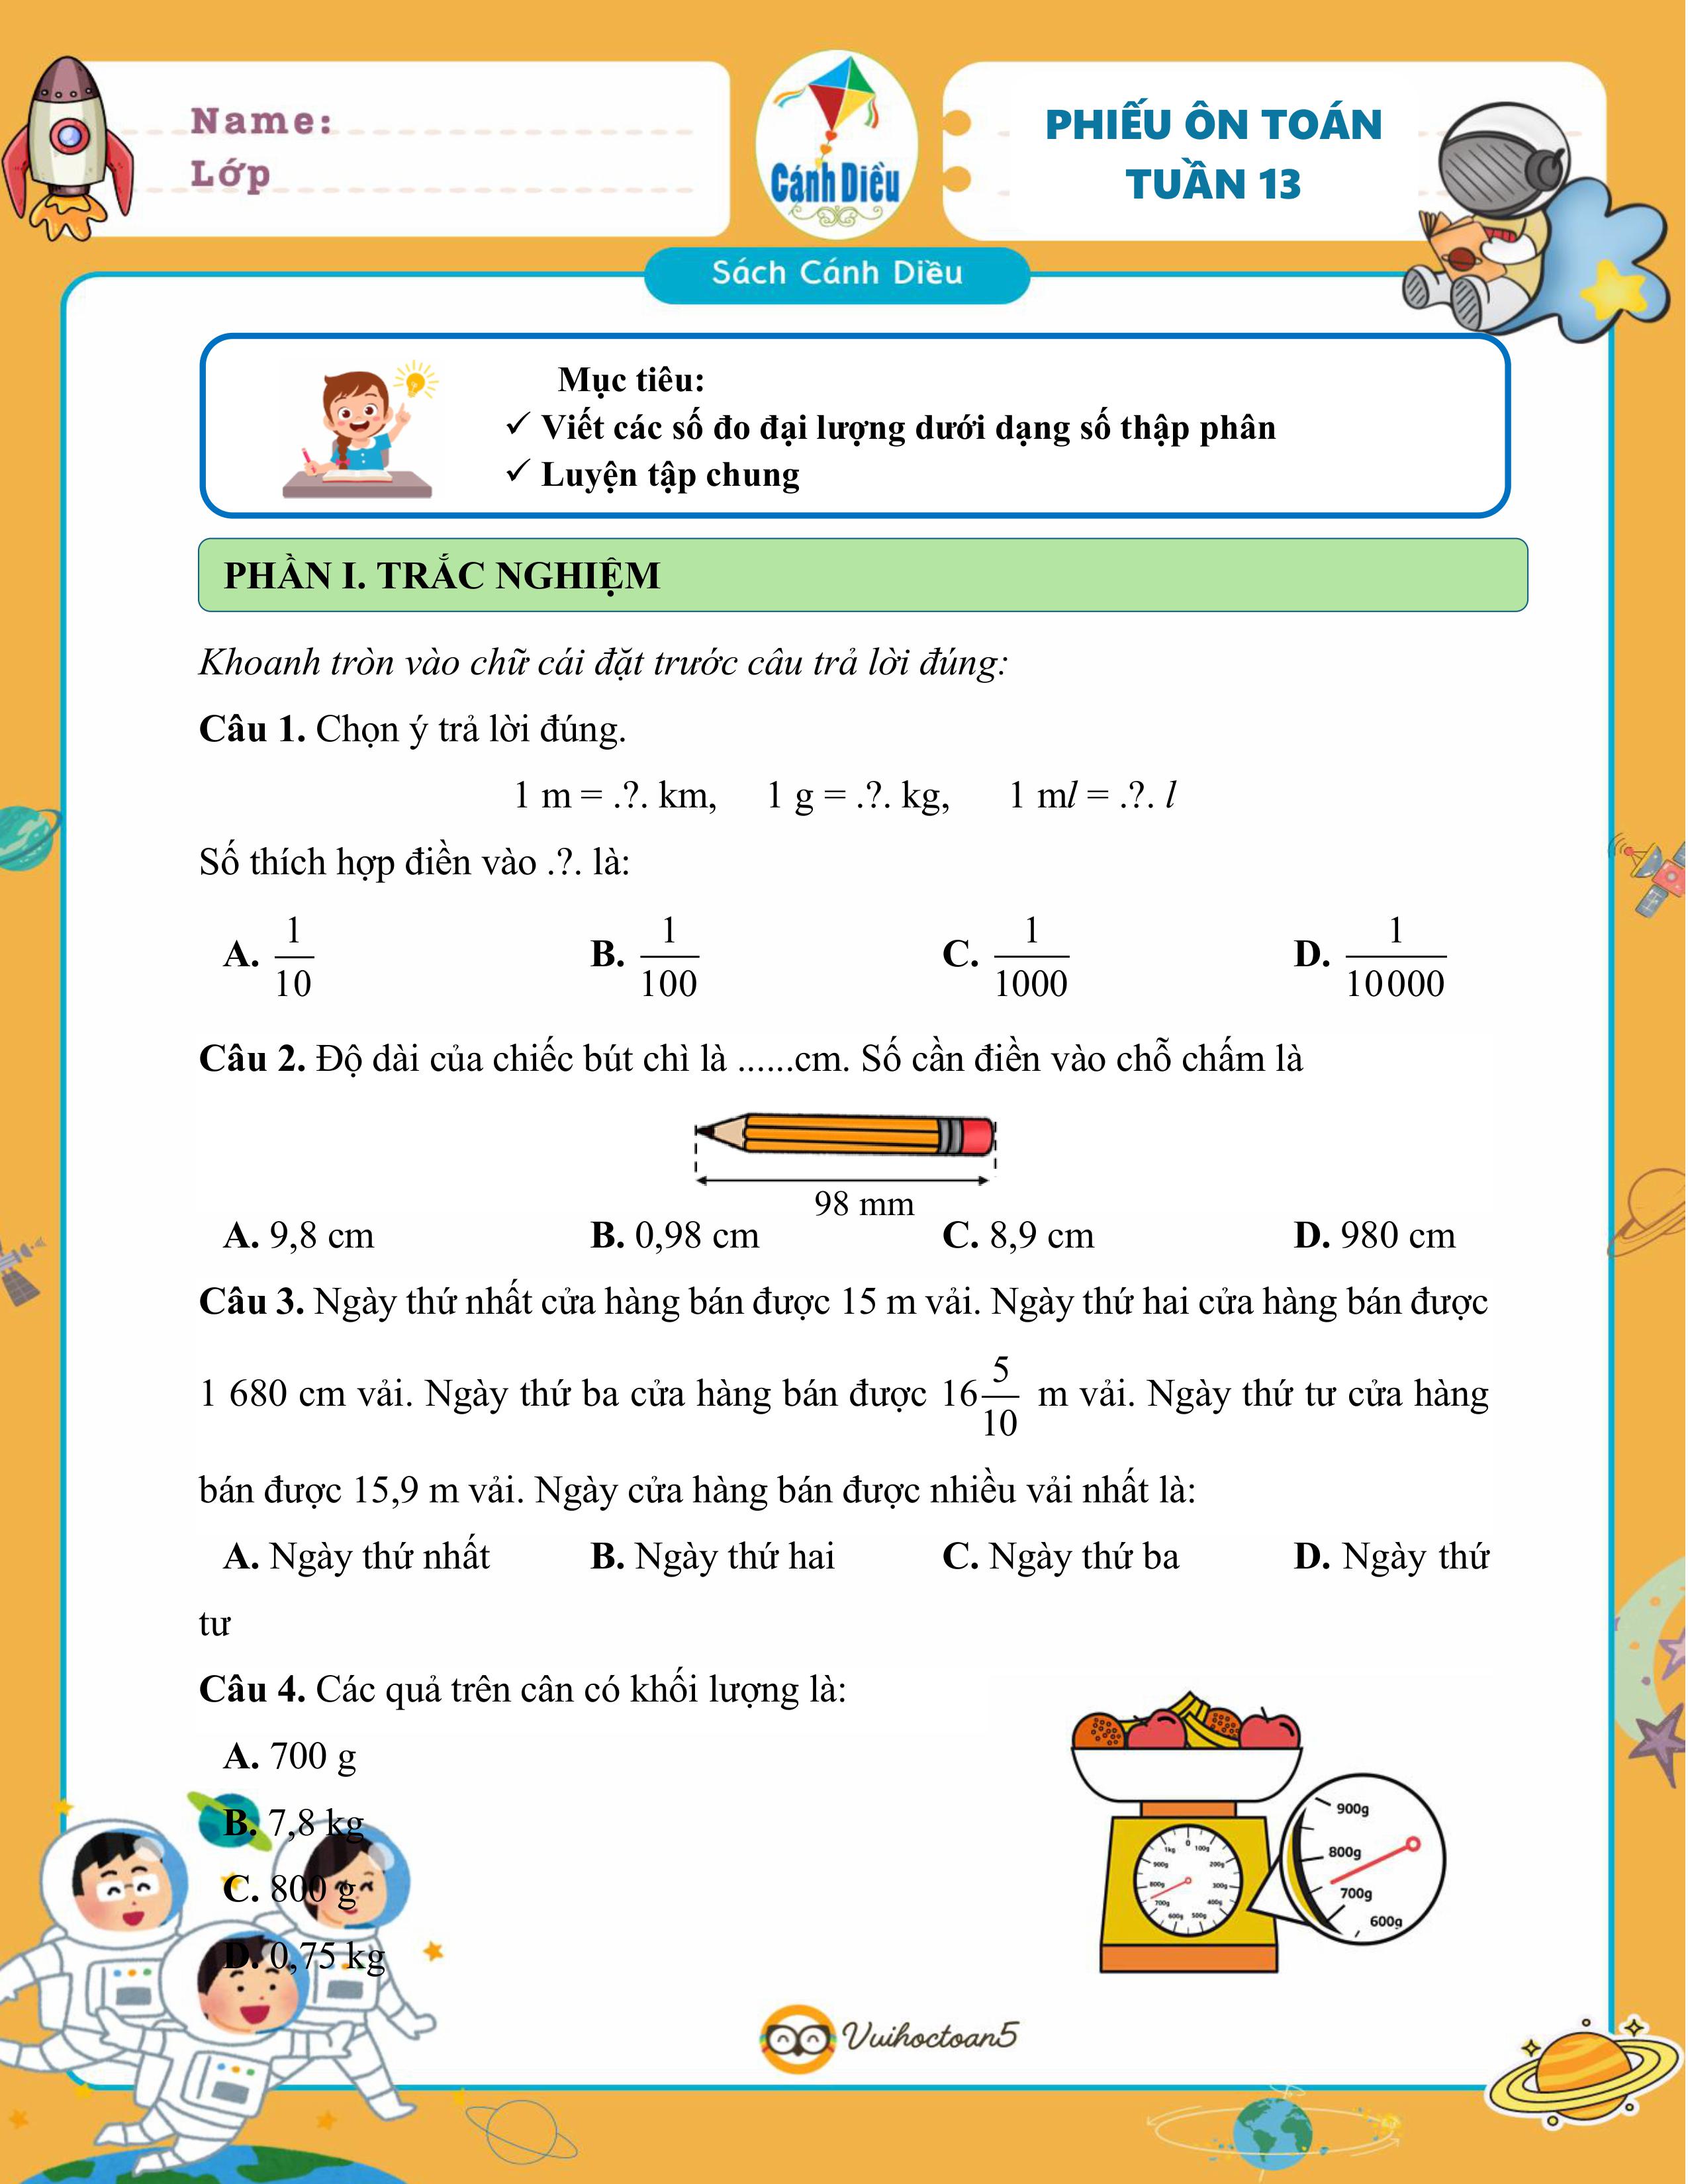 Name:
Lớp
Cánh Diều
PHIẾU ÔN TOÁN
TUẦN 13
Sách Cánh Diều
Mục tiêu:
✓ Viết các số đo đại lượng dưới dạng số thập phân
✓ Luyện tập chung
PHẦN I. TRẮC NGHIỆM
Khoanh tròn vào chữ cái đặt trước câu trả lời đúng:
Câu 1. Chọn ý trả lời đúng.
1 m = .?. km, 1 g = .?. kg, 1 ml = .?. l
Số thích hợp điền vào .?. là:
A. 1/10 B. 1/100 C. 1/1000 D. 1/10000
Câu 2. Độ dài của chiếc bút chì là ......cm. Số cần điền vào chỗ chấm là
98 mm
A. 9,8 cm B. 0,98 cm C. 8,9 cm D. 980 cm
Câu 3. Ngày thứ nhất cửa hàng bán được 15 m vải. Ngày thứ hai cửa hàng bán được
1 680 cm vải. Ngày thứ ba cửa hàng bán được 16 5/10 m vải. Ngày thứ tư cửa hàng
bán được 15,9 m vải. Ngày cửa hàng bán được nhiều vải nhất là:
A. Ngày thứ nhất B. Ngày thứ hai C. Ngày thứ ba D. Ngày thứ
tư
Câu 4. Các quả trên cân có khối lượng là:
A. 700 g
B. 7,8 kg
C. 800 g
D. 0,75 kg
0
100g
200g
300g
400g
500g
600g
700g
800g
900g
1kg
900g
800g
700g
600g
Vuihoctoan5